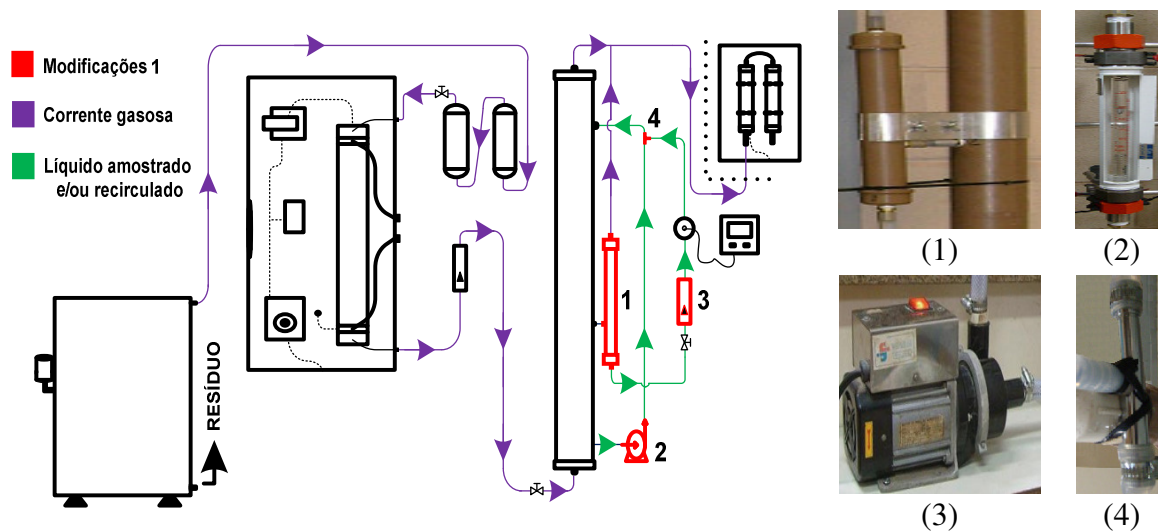 Modificações 1
Corrente gasosa
Líquido amostrado
e/ou recirculado
RESÍDUO
1
2
3
4
(1)
(2)
(3)
(4)